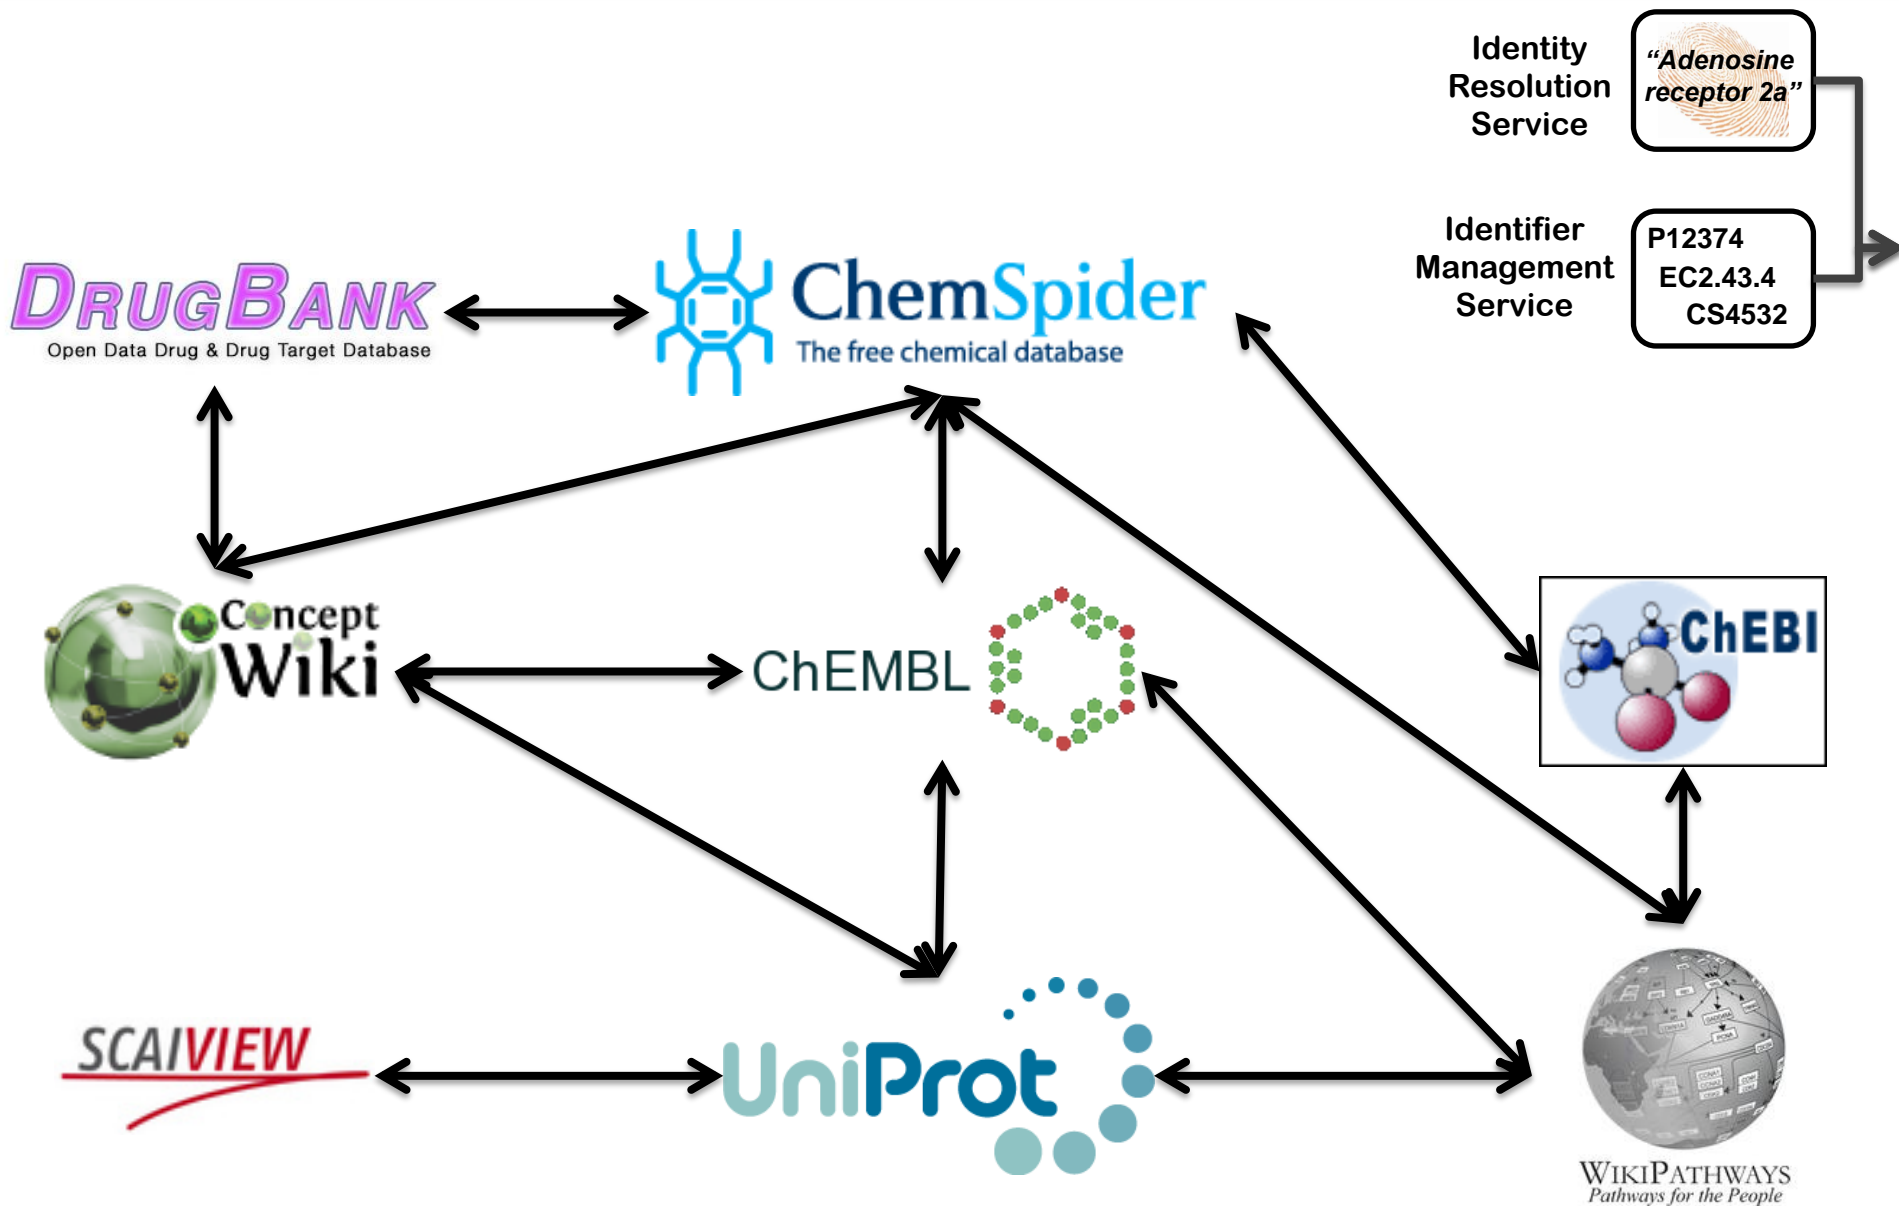 Identity
Resolution
Service
“Adenosine
receptor 2a”
Identifier
Management
Service
P12374
EC2.43.4
CS4532
DRUGBANK
Open Data Drug & Drug Target Database
ChemSpider
The free chemical database
Concept
Wiki
ChEMBL
ChEBI
SCAIVIEW
UniProt
WIKIPATHWAYS
Pathways for the People